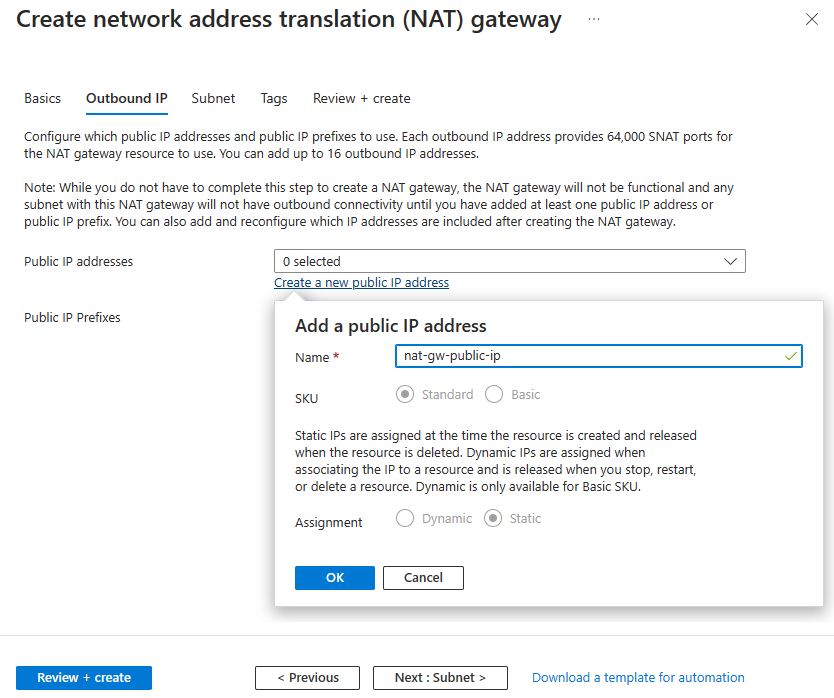 Create network address translation (NAT) gateway ...
Basics Outbound IP Subnet Tags Review + create
Configure which public IP addresses and public IP prefixes to use. Each outbound IP address provides 64,000 SNAT ports for
the NAT gateway resource to use. You can add up to 16 outbound IP addresses.
Note: While you do not have to complete this step to create a NAT gateway, the NAT gateway will not be functional and any
subnet with this NAT gateway will not have outbound connectivity until you have added at least one public IP address or
public IP prefix. You can also add and reconfigure which IP addresses are included after creating the NAT gateway.
Public IP addresses 0 selected
Create a new public IP address
Public IP Prefixes
Add a public IP address
Name * nat-gw-public-ip
SKU Standard Basic
Static IPs are assigned at the time the resource is created and released
when the resource is deleted. Dynamic IPs are assigned when
associating the IP to a resource and is released when you stop, restart,
or delete a resource. Dynamic is only available for Basic SKU.
Assignment Dynamic Static
OK Cancel
Review + create < Previous Next : Subnet > Download a template for automation